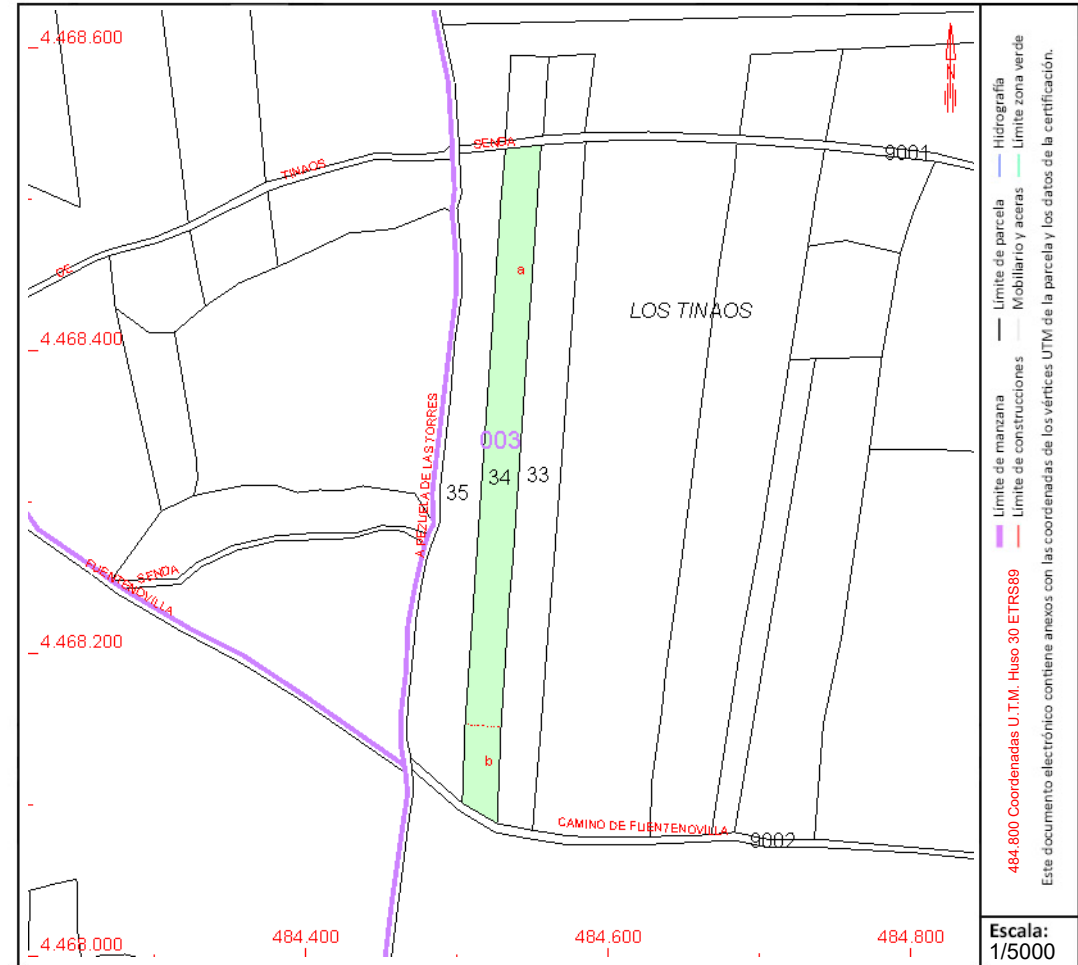 4.468.600
SENDA
9001
TINAOS
DE
a
LOS TINAOS
4.468.400
A PEZUELA DE LAS TORRES
003
35
34
33
SENDA
FUENTENOVILLA
4.468.200
b
CAMINO DE FUENTENOVILLA
9002
4.468.000
484.400
484.600
484.800
N
Límite de manzana
Límite de parcela
Hidrografía
484.800 Coordenadas U.T.M. Huso 30 ETRS89
Límite de construcciones
Mobiliario y aceras
Límite zona verde
Este documento electrónico contiene anexos con las coordenadas de los vértices UTM de la parcela y los datos de la certificación.
Escala:
1/5000